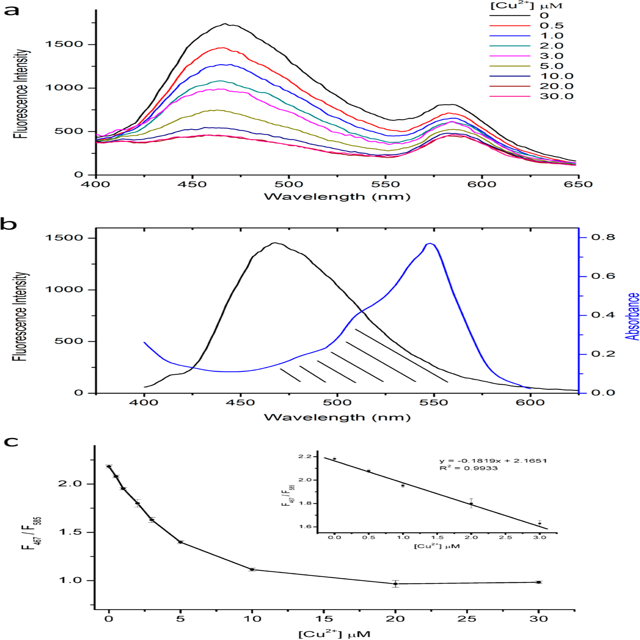 a
[Cu2+] μM
0
0.5
1.0
2.0
3.0
5.0
10.0
20.0
30.0
Fluorescence Intensity
1500
1000
500
0
400 450 500 550 600 650
Wavelength (nm)
b
Fluorescence Intensity
1500
1000
500
0
0.8
0.6
0.4
0.2
0.0
Absorbance
400 450 500 550 600
Wavelength (nm)
c
F467 / F585
2.0
1.5
1.0
0 5 10 15 20 25 30
[Cu2+] μM
F467 / F585
2.2
2.0
1.8
1.6
y = -0.1819x + 2.1651
R2 = 0.9933
0.0 0.5 1.0 1.5 2.0 2.5 3.0
[Cu2+] μM